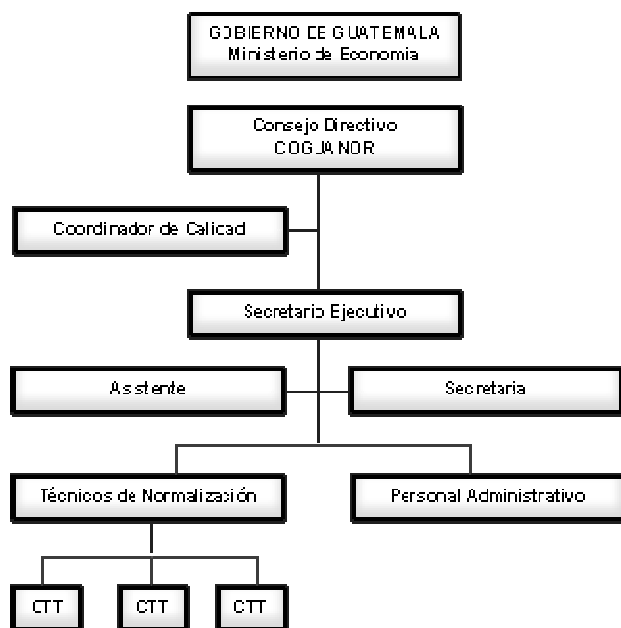 GOBIERNO DE GUATEMALA
Ministerio de Economia
Consejo Directivo
COGUANOR
Coordinador de Calidad
Secretario Ejecutivo
Asistente
Secretaria
Técnicos de Normalización
Personal Administrativo
CTT
CTT
CTT